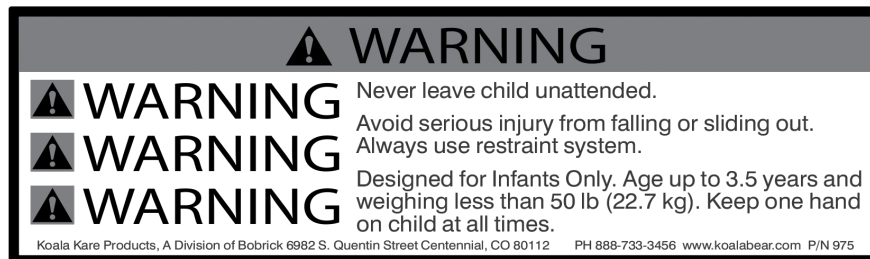 WARNING
WARNING Never leave child unattended.
WARNING Avoid serious injury from falling or sliding out.
Always use restraint system.
WARNING Designed for Infants Only. Age up to 3.5 years and
weighing less than 50 lb (22.7 kg). Keep one hand
on child at all times.
Koala Kare Products, A Division of Bobrick 6982 S. Quentin Street Centennial, CO 80112 PH 888-733-3456 www.koalabear.com P/N 975